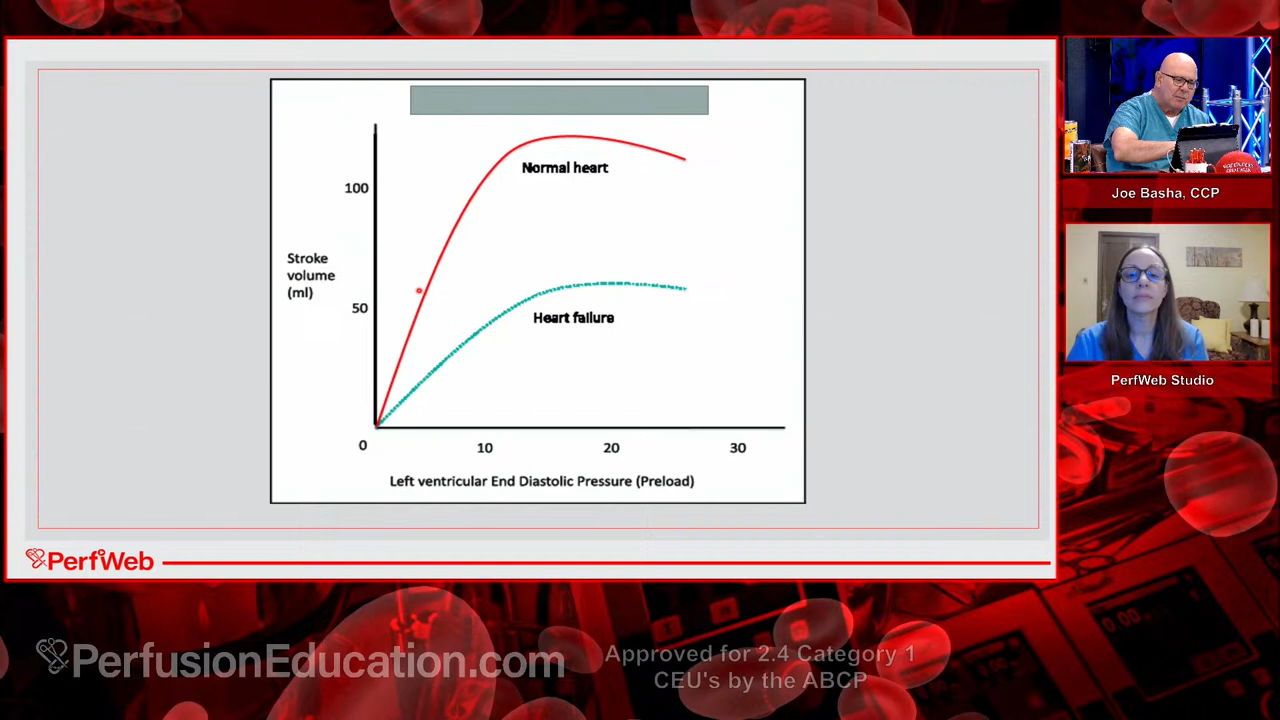 Normal heart
100
Stroke
volume
(ml)
50
Heart failure
0
10
20
30
Left ventricular End Diastolic Pressure (Preload)
PerfWeb
Joe Basha, CCP
PerfWeb Studio
PerfusionEducation.com
Approved for 2.4 Category 1
CEU's by the ABCP